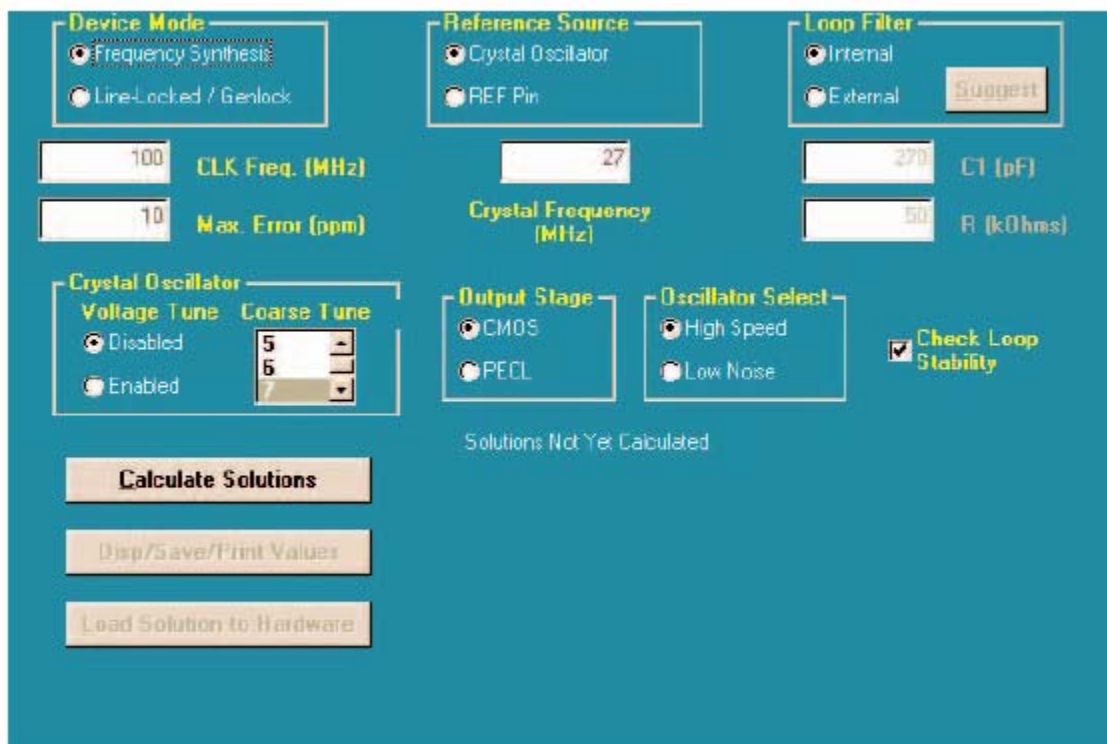 Device Mode
Frequency Synthesis
Line-Locked / Genlock
Reference Source
Crystal Oscillator
REF Pin
Loop Filter
Internal
External
Suggest
100
CLK Freq. (MHz)
10
Max. Error (ppm)
27
Crystal Frequency
(MHz)
270
C1 (pF)
50
R (kOhms)
Crystal Oscillator
Voltage Tune
Disabled
Enabled
Coarse Tune
5
6
7
Output Stage
CMOS
PECL
Oscillator Select
High Speed
Low Noise
Check Loop
Stability
Solutions Not Yet Calculated
Calculate Solutions
Disp/Save/Print Values
Load Solution to Hardware